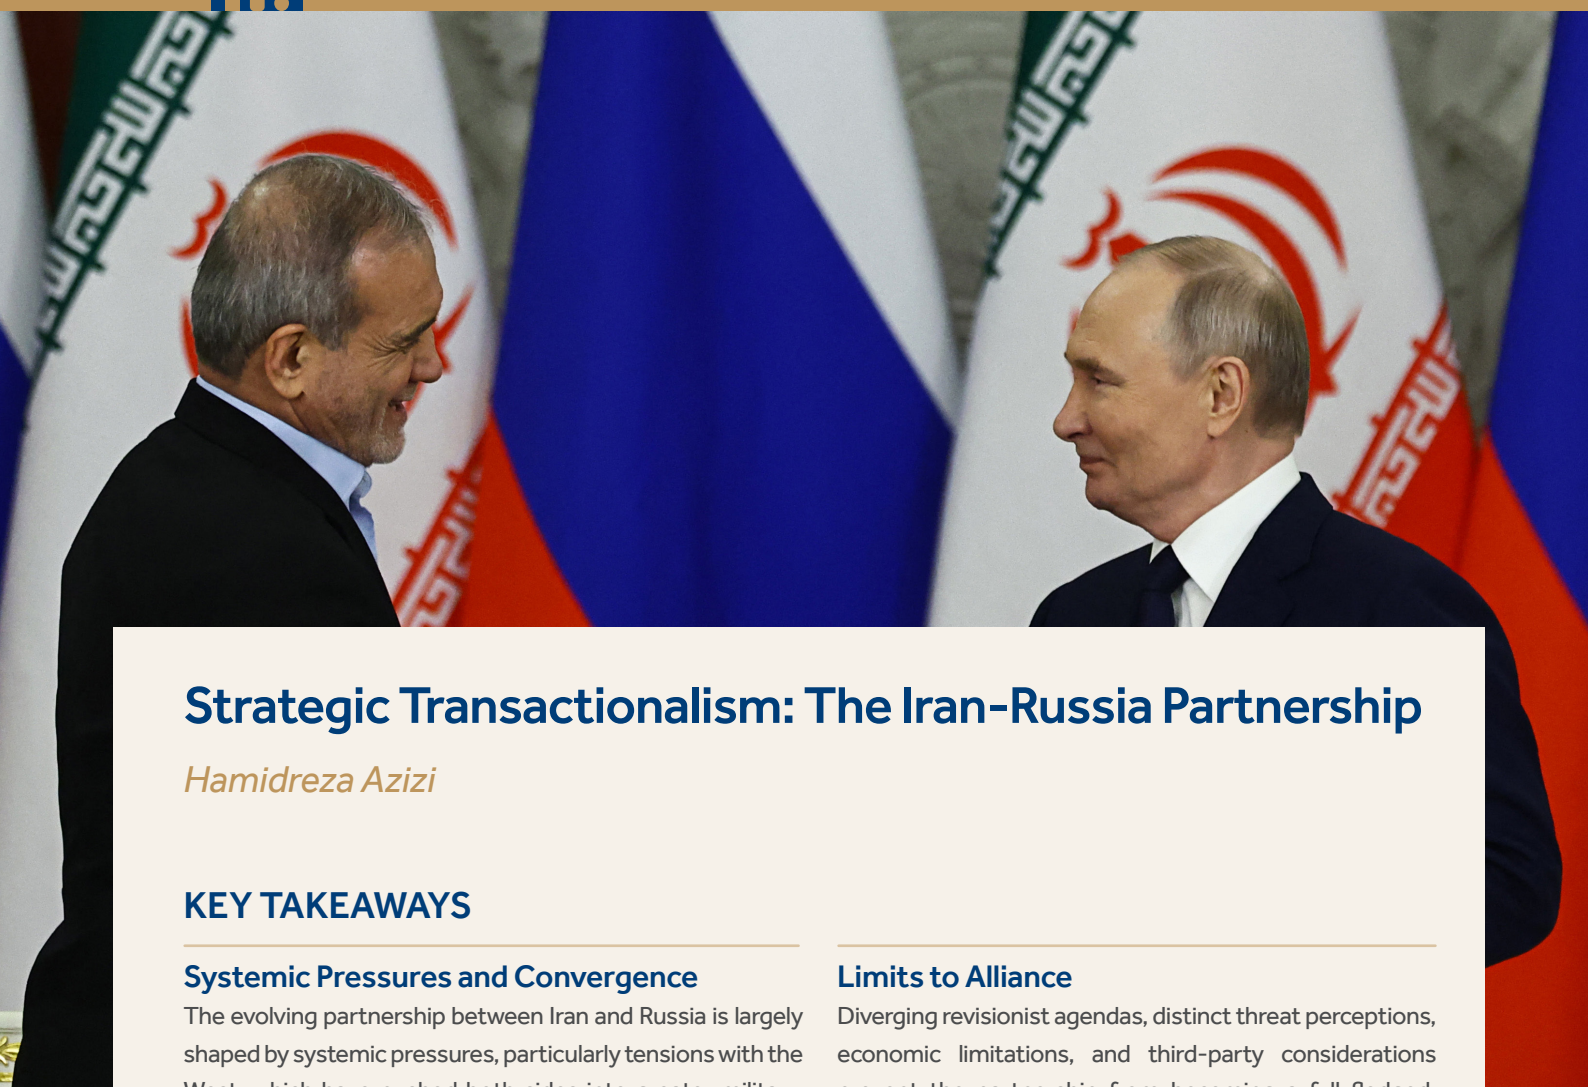 Strategic Transactionalism: The Iran-Russia Partnership
Hamidreza Azizi
KEY TAKEAWAYS
Systemic Pressures and Convergence
The evolving partnership between Iran and Russia is largely
shaped by systemic pressures, particularly tensions with the
Limits to Alliance
Diverging revisionist agendas, distinct threat perceptions,
economic limitations, and third-party considerations